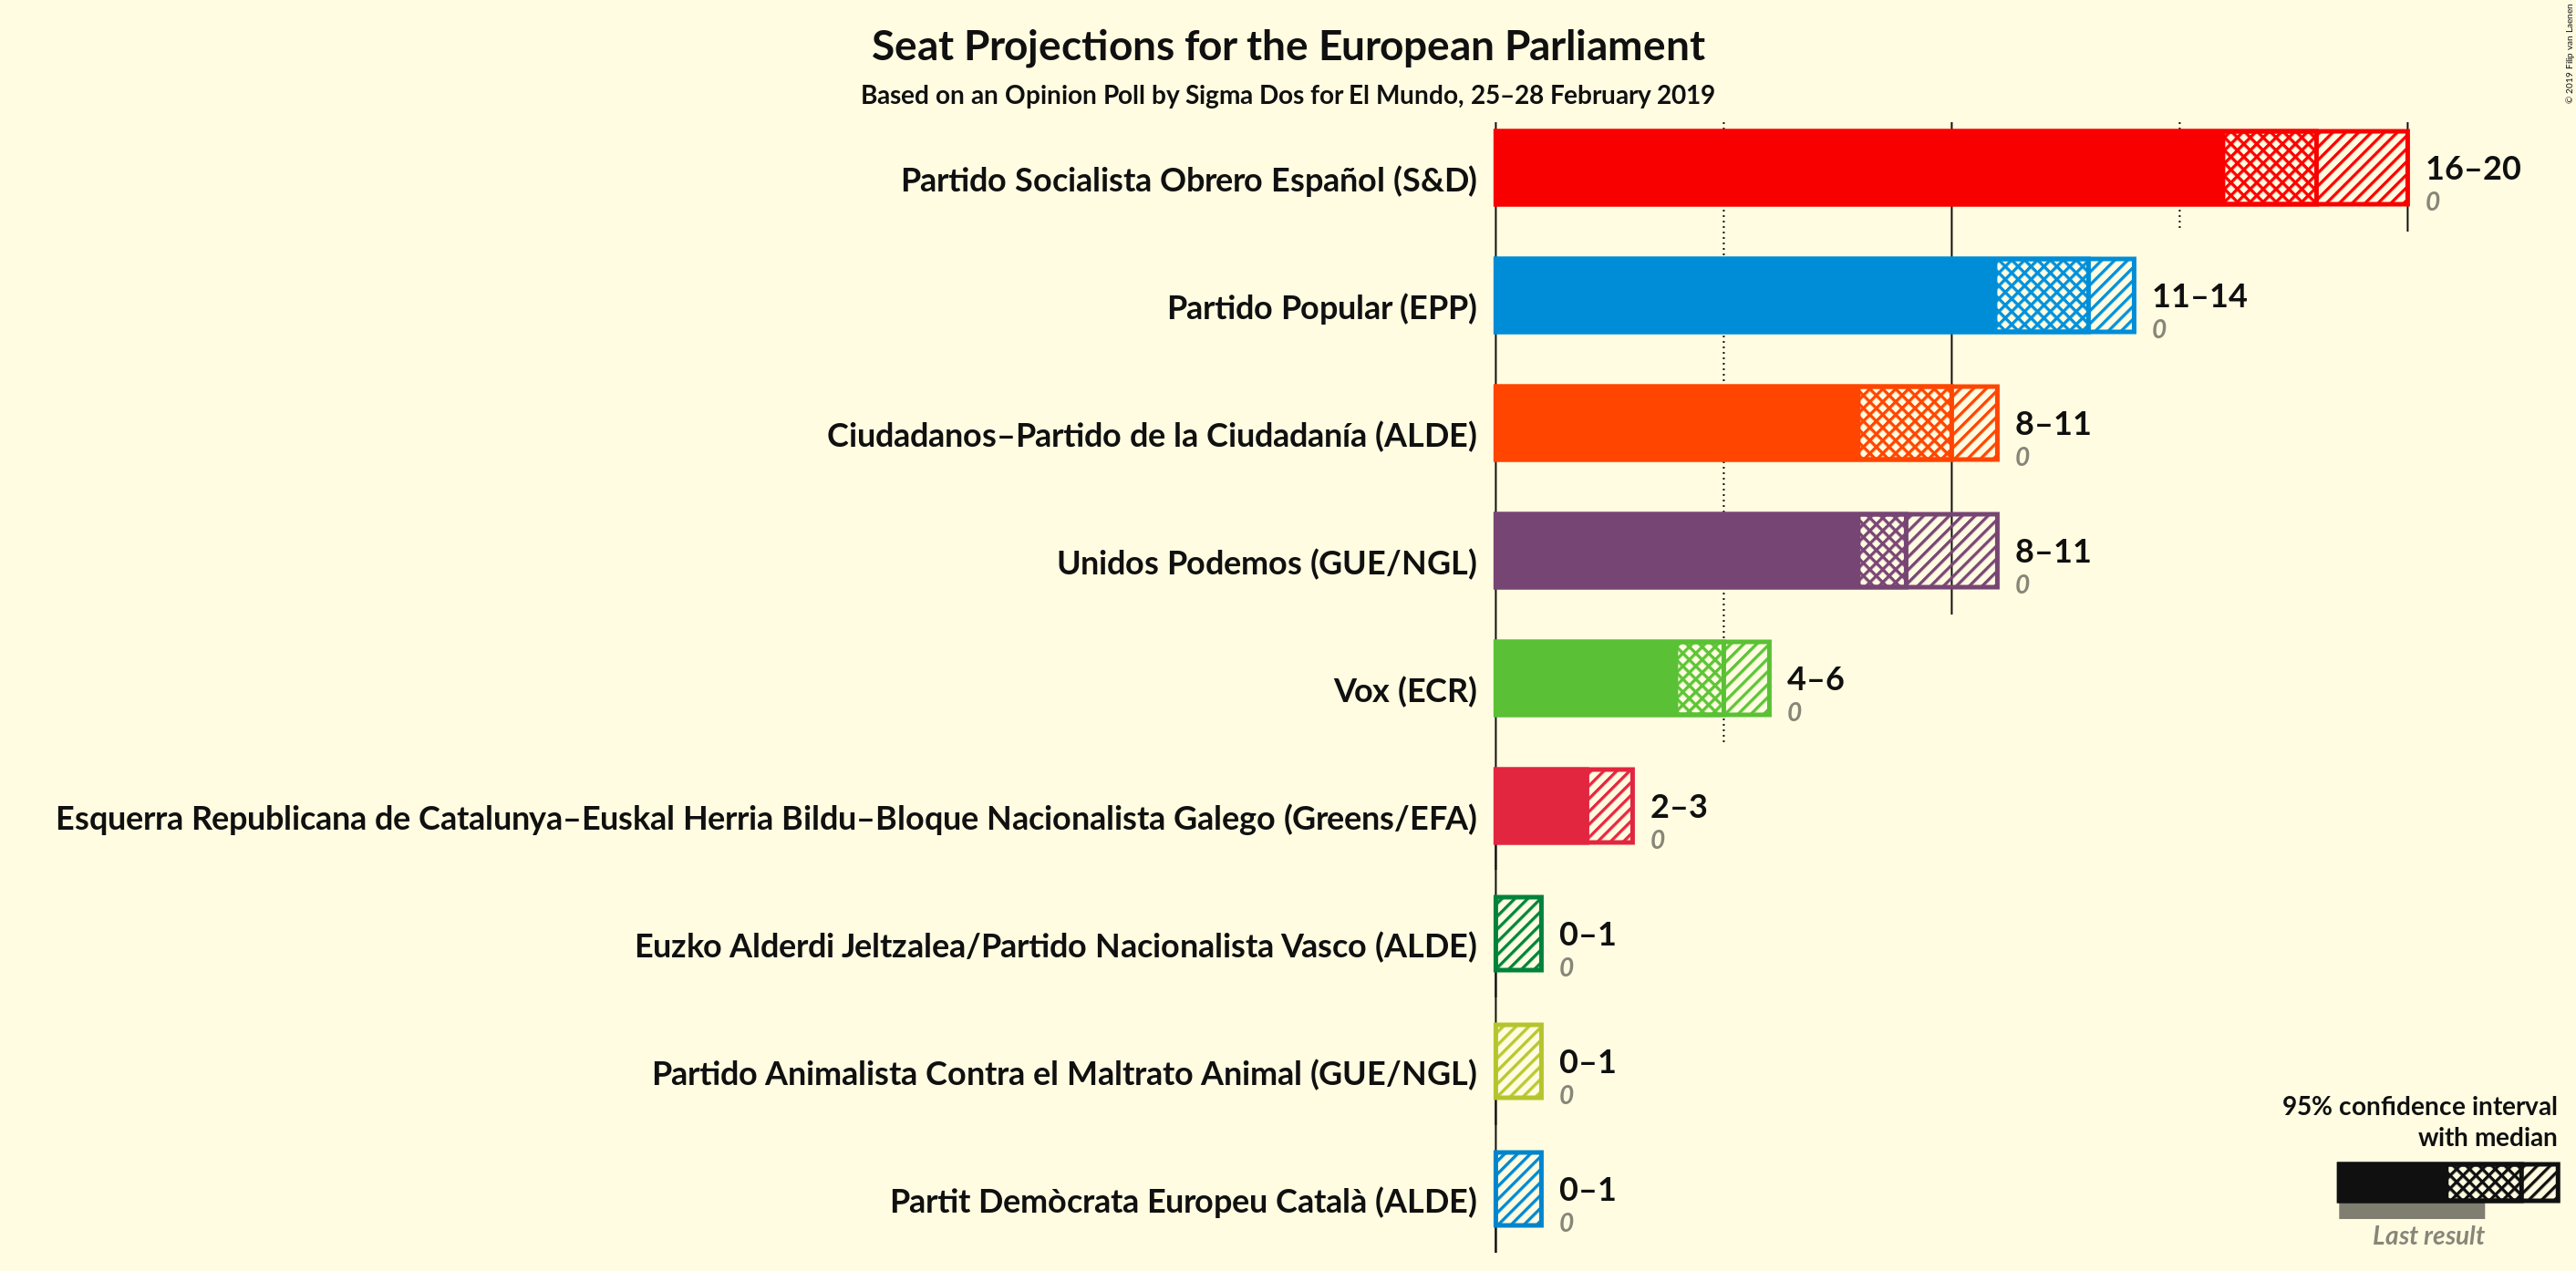 Seat Projections for the European Parliament
Based on an Opinion Poll by Sigma Dos for El Mundo, 25–28 February 2019
© 2019 Filip van Laenen
Partido Socialista Obrero Español (S&D)
16–20
0
Partido Popular (EPP)
11–14
0
Ciudadanos–Partido de la Ciudadanía (ALDE)
8–11
0
Unidos Podemos (GUE/NGL)
8–11
0
Vox (ECR)
4–6
0
Esquerra Republicana de Catalunya–Euskal Herria Bildu–Bloque Nacionalista Galego (Greens/EFA)
2–3
0
Euzko Alderdi Jeltzalea/Partido Nacionalista Vasco (ALDE)
0–1
0
Partido Animalista Contra el Maltrato Animal (GUE/NGL)
0–1
0
Partit Demòcrata Europeu Català (ALDE)
0–1
0
95% confidence interval
with median
Last result